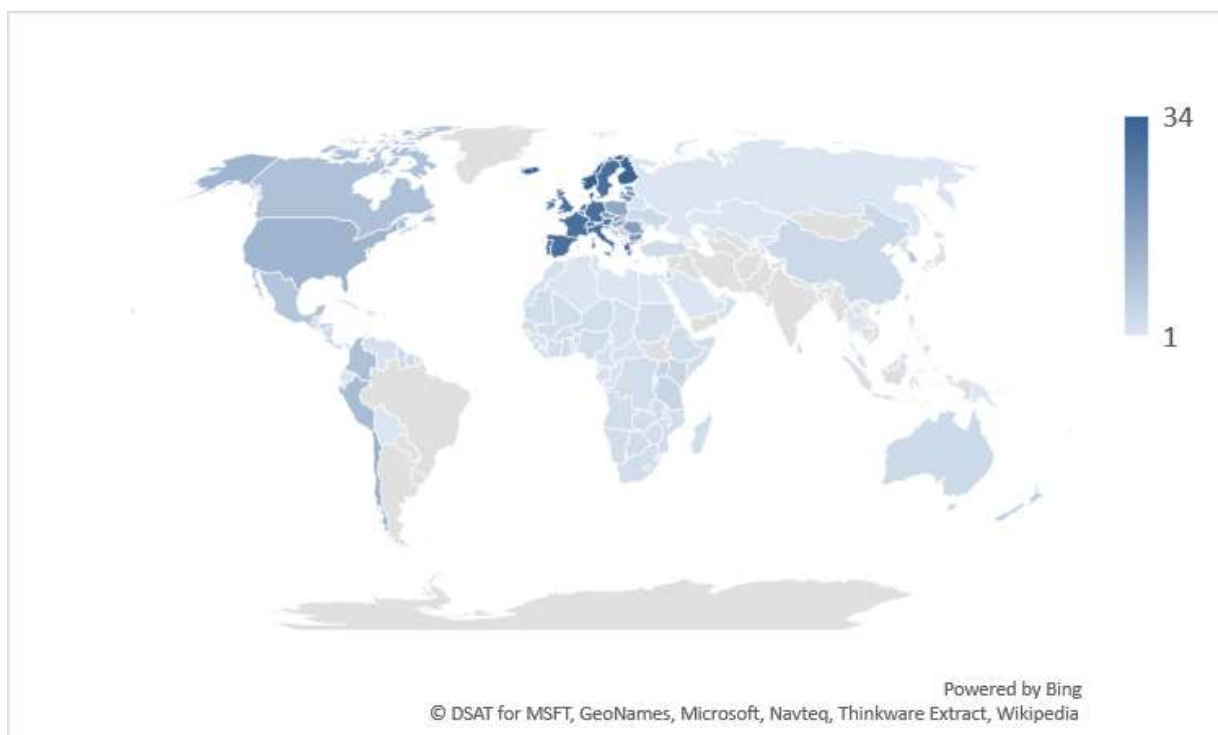 34
1
Powered by Bing
© DSAT for MSFT, GeoNames, Microsoft, Navteq, Thinkware Extract, Wikipedia